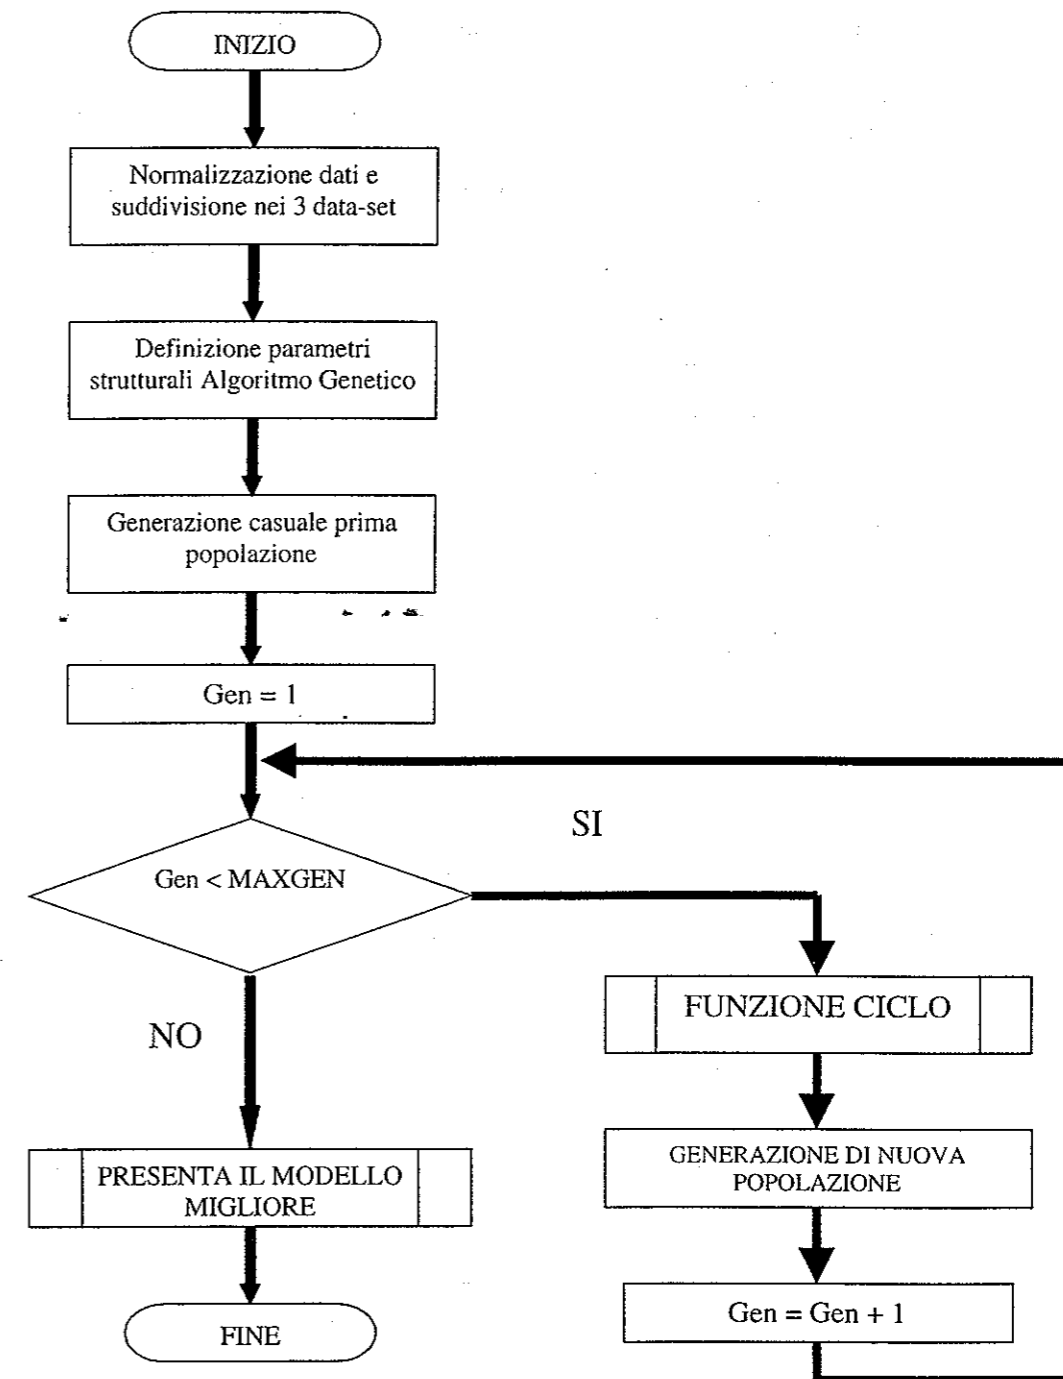 INIZIO
Normalizzazione dati e
suddivisione nei 3 data-set
Definizione parametri
strutturali Algoritmo Genetico
Generazione casuale prima
popolazione
Gen = 1
SI
Gen < MAXGEN
NO
FUNZIONE CICLO
GENERAZIONE DI NUOVA
POPOLAZIONE
Gen = Gen + 1
PRESENTA IL MODELLO
MIGLIORE
FINE